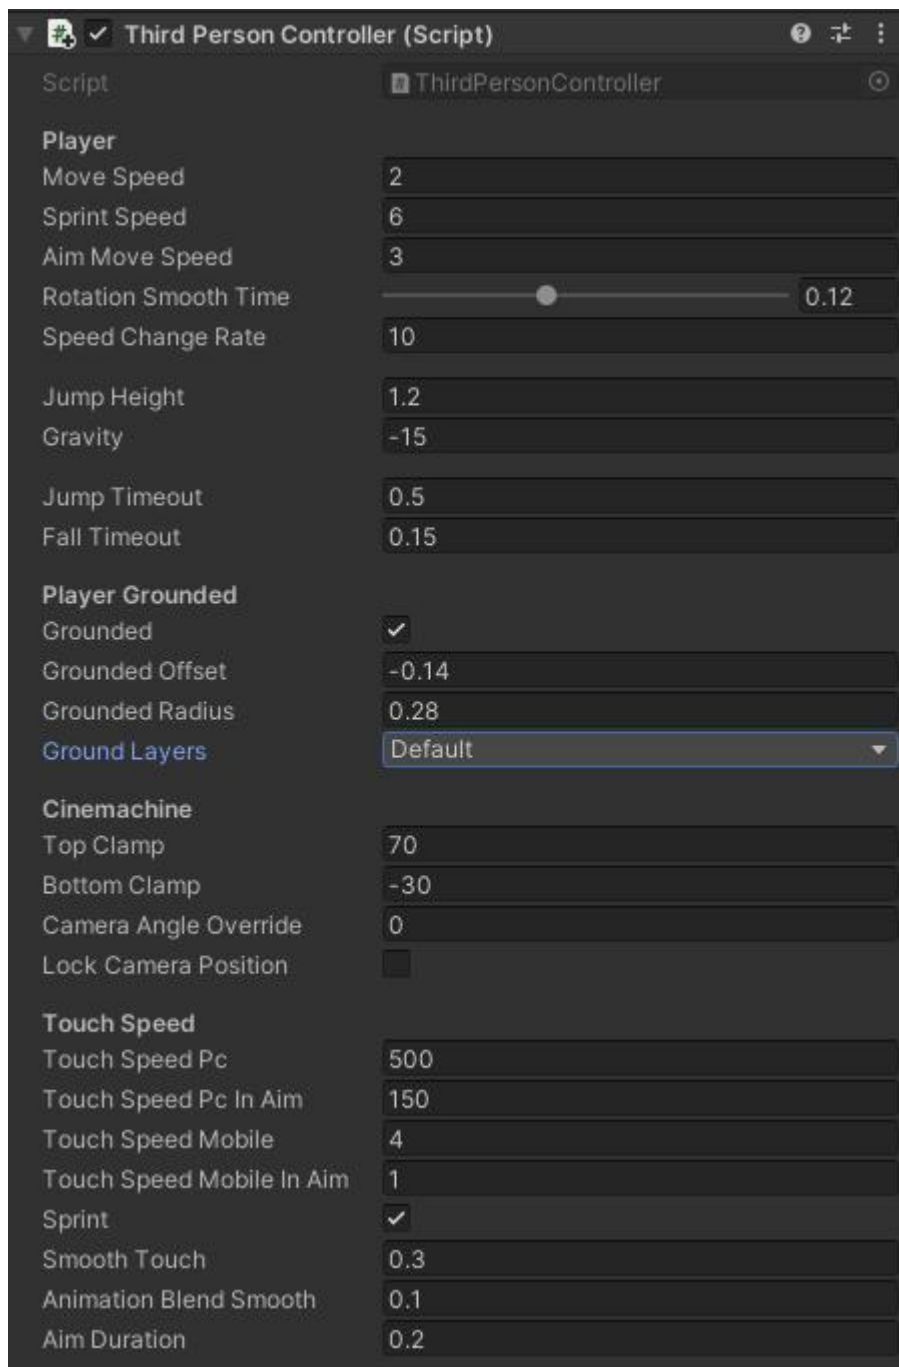 Third Person Controller (Script)
Script ThirdPersonController
Player
Move Speed 2
Sprint Speed 6
Aim Move Speed 3
Rotation Smooth Time 0.12
Speed Change Rate 10
Jump Height 1.2
Gravity -15
Jump Timeout 0.5
Fall Timeout 0.15
Player Grounded
Grounded
Grounded Offset -0.14
Grounded Radius 0.28
Ground Layers Default
Cinemachine
Top Clamp 70
Bottom Clamp -30
Camera Angle Override 0
Lock Camera Position
Touch Speed
Touch Speed Pc 500
Touch Speed Pc In Aim 150
Touch Speed Mobile 4
Touch Speed Mobile In Aim 1
Sprint
Smooth Touch 0.3
Animation Blend Smooth 0.1
Aim Duration 0.2